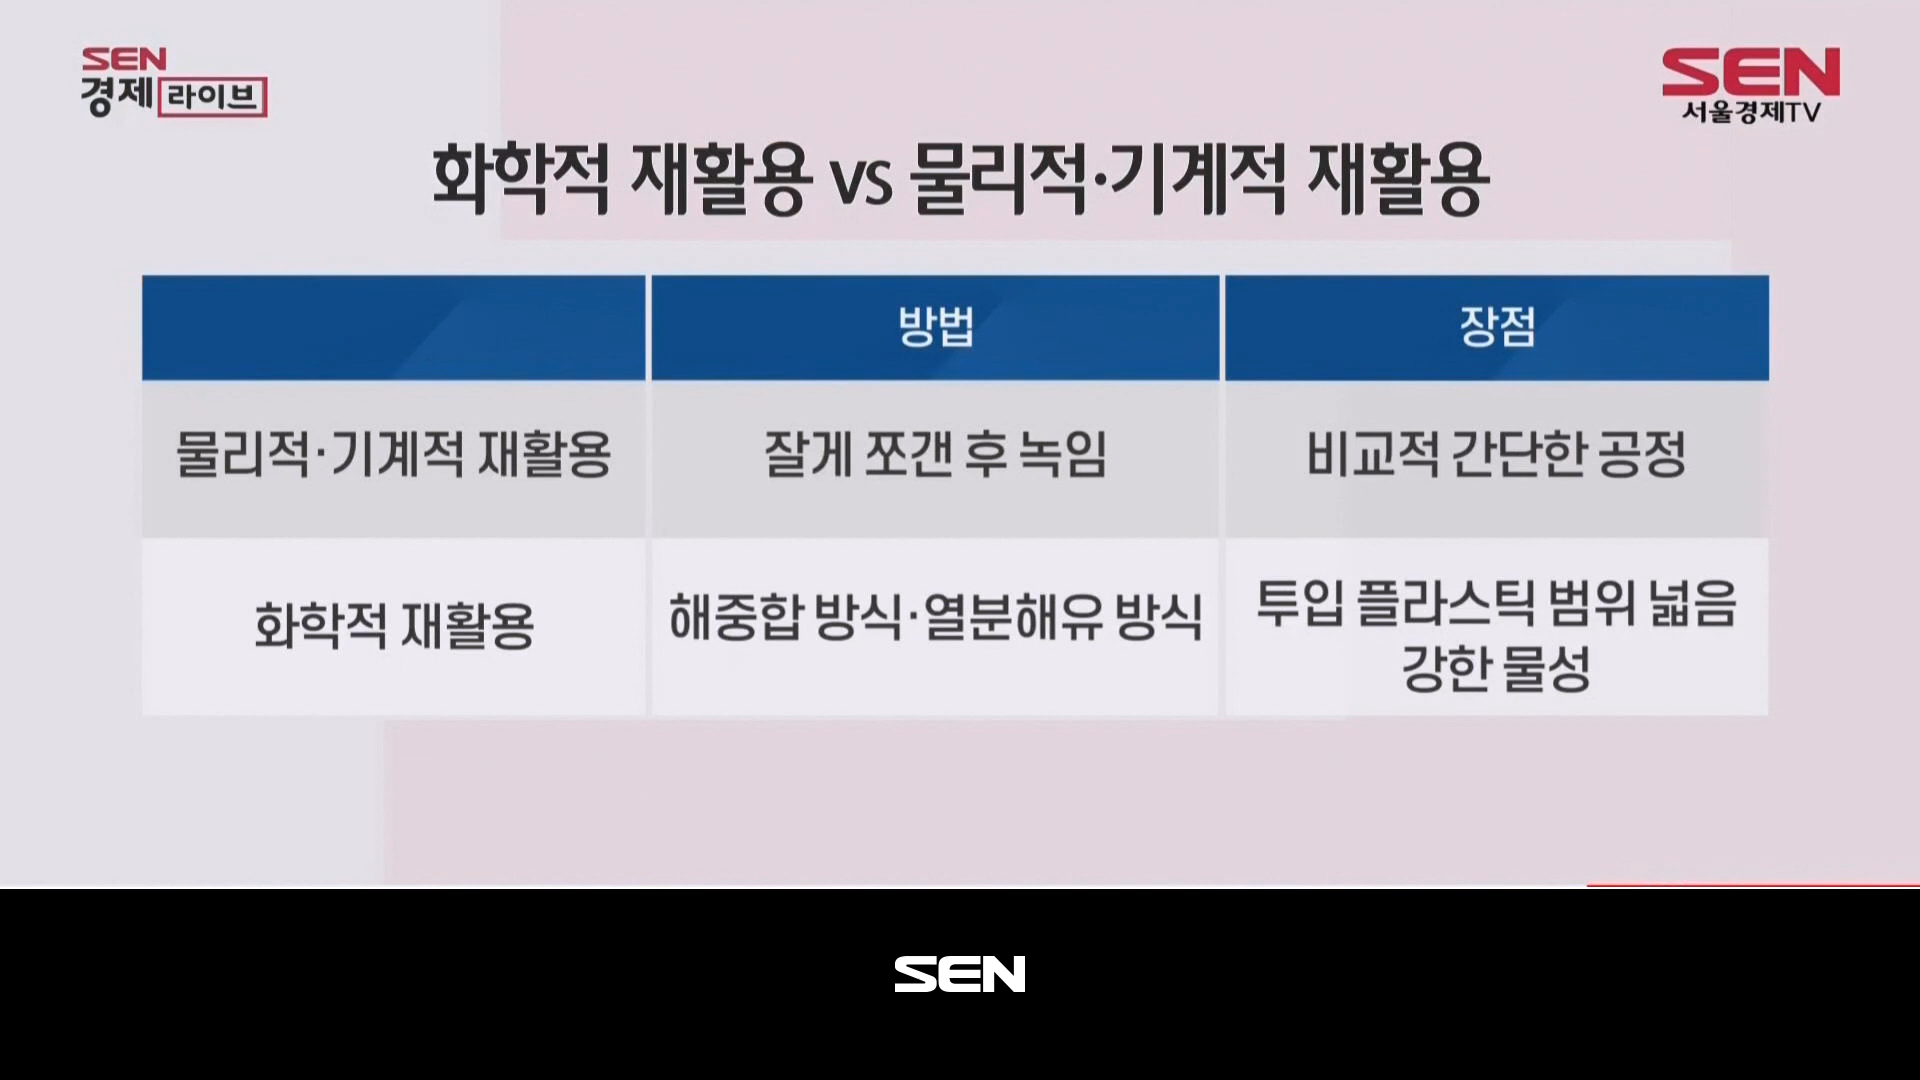 SEN
경제 라이브
SEN
서울경제TV
화학적 재활용 vs 물리적·기계적 재활용
방법
장점
물리적·기계적 재활용
잘게 쪼갠 후 녹임
비교적 간단한 공정
화학적 재활용
해중합 방식·열분해유 방식
투입 플라스틱 범위 넓음
강한 물성
SEN